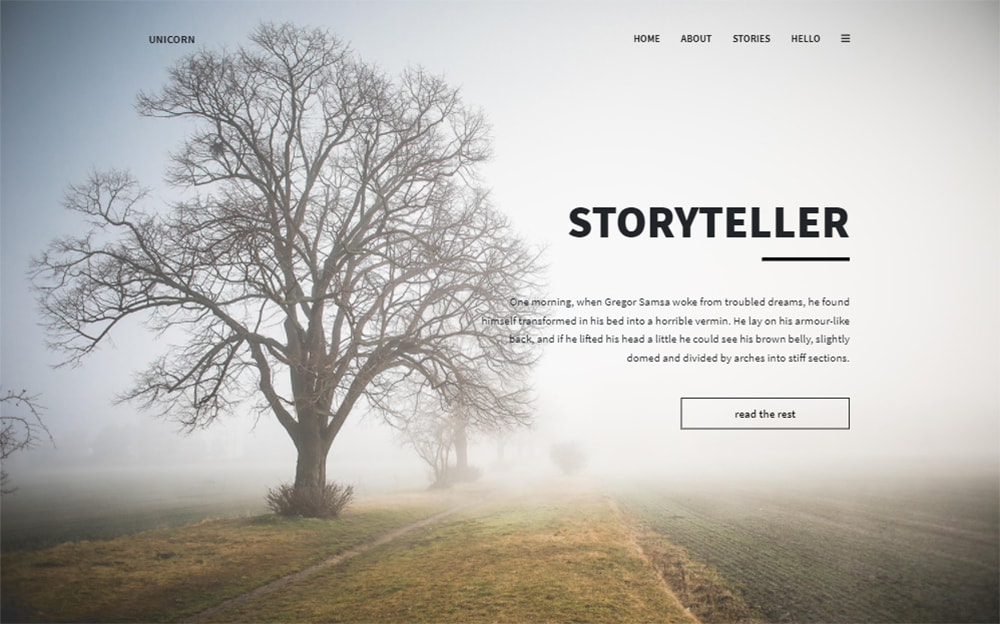 UNICORN
HOME ABOUT STORIES HELLO
STORYTELLER
One morning, when Gregor Samsa woke from troubled dreams, he found
himself transformed in his bed into a horrible vermin. He lay on his armour-like
back, and if he lifted his head a little he could see his brown belly, slightly
domed and divided by arches into stiff sections.
read the rest